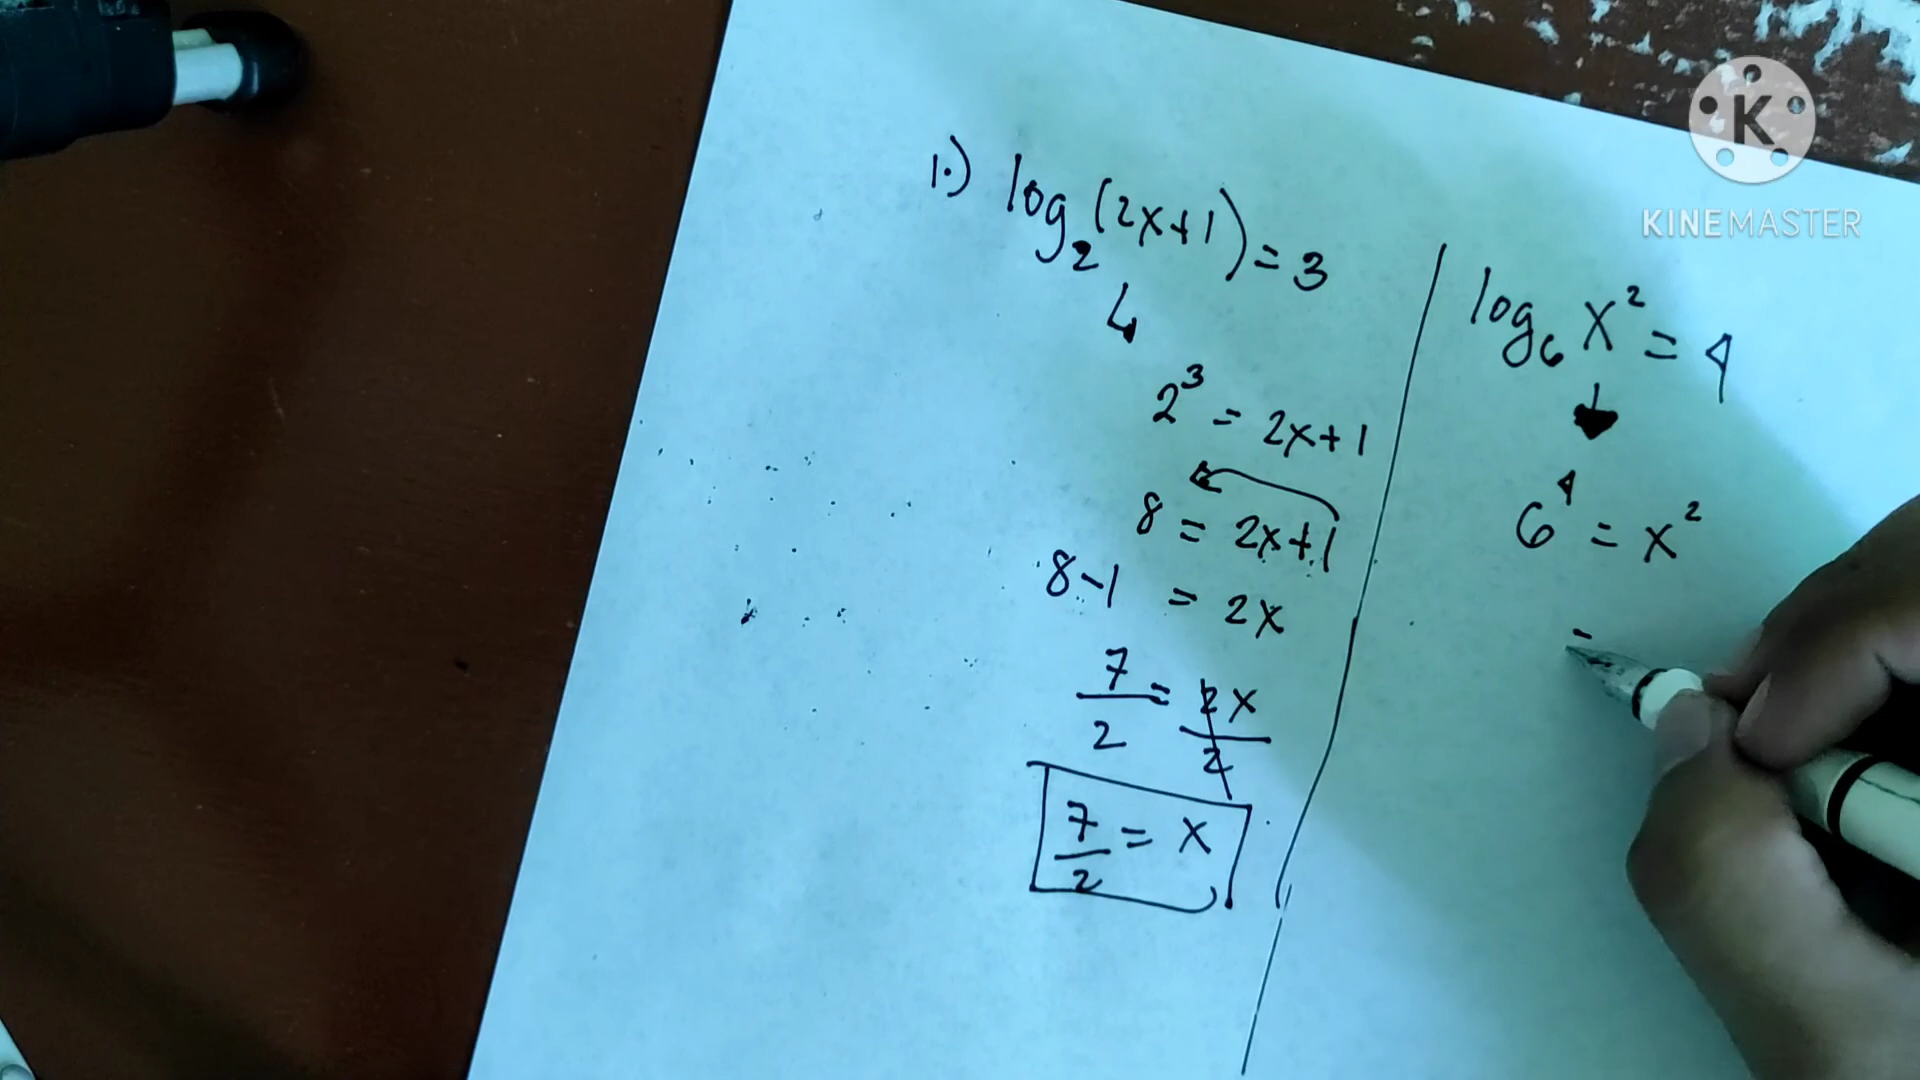 1.) log₂(2x+1) = 3
4
2³ = 2x+1
8 = 2x+1
8-1 = 2x
7/2 = 2x/2
7/2 = x
log₆ x² = 4
6⁴ = x²
=
K
KINEMASTER